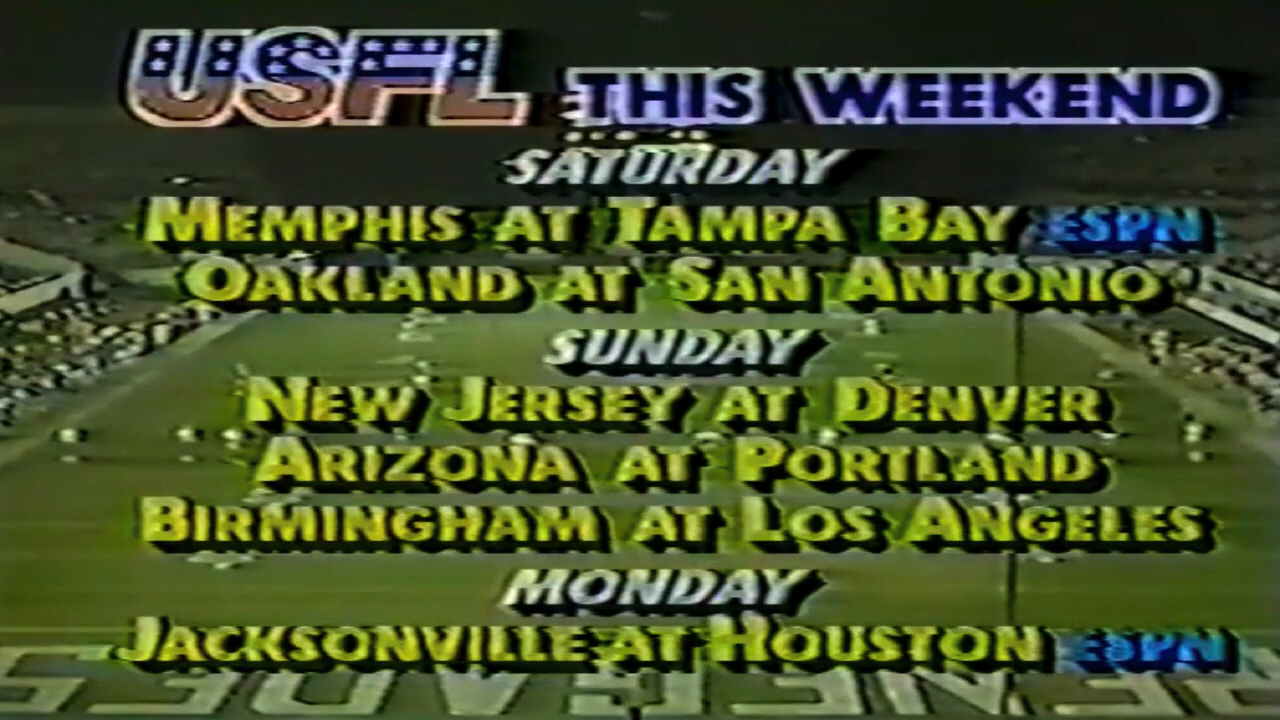 USFL THIS WEEKEND
SATURDAY
MEMPHIS AT TAMPA BAY ESPN
OAKLAND AT SAN ANTONIO
SUNDAY
NEW JERSEY AT DENVER
ARIZONA AT PORTLAND
BIRMINGHAM AT LOS ANGELES
MONDAY
JACKSONVILLE AT HOUSTON ESPN